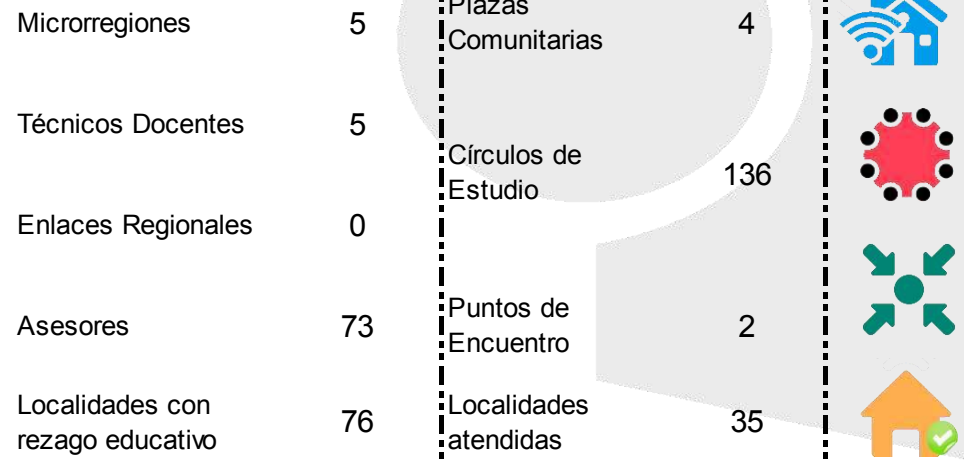 Microrregiones 5
Técnicos Docentes 5
Enlaces Regionales 0
Asesores 73
Localidades con
rezago educativo 76
Plazas
Comunitarias 4
Círculos de
Estudio 136
Puntos de
Encuentro 2
Localidades
atendidas 35